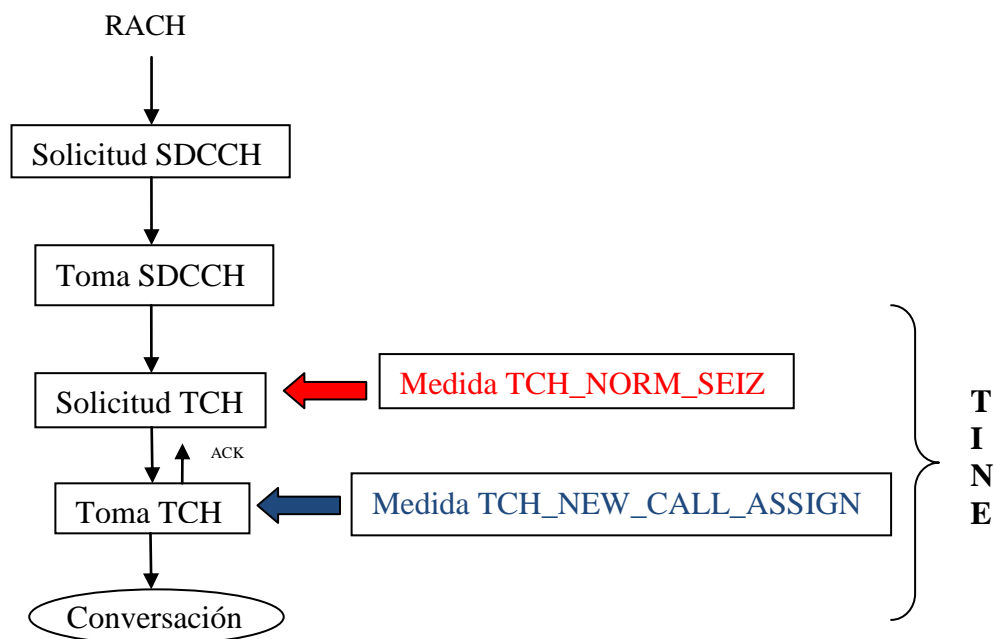 RACH
Solicitud SDCCH
Toma SDCCH
Solicitud TCH
Medida TCH_NORM_SEIZ
ACK
Toma TCH
Medida TCH_NEW_CALL_ASSIGN
Conversación
T
I
N
E